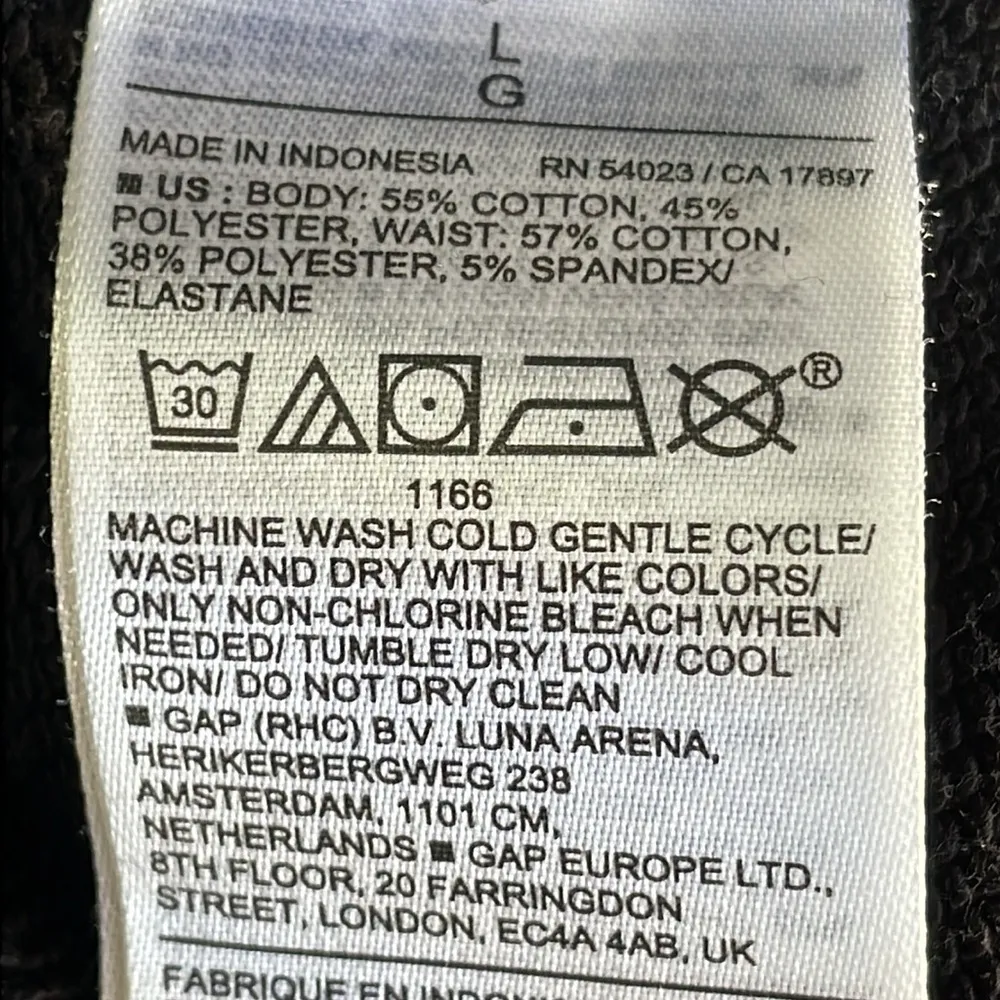 L
G
MADE IN INDONESIA RN 54023 / CA 17897
US : BODY: 55% COTTON, 45%
POLYESTER, WAIST: 57% COTTON,
38% POLYESTER, 5% SPANDEX/
ELASTANE
30
®
1166
MACHINE WASH COLD GENTLE CYCLE/
WASH AND DRY WITH LIKE COLORS/
ONLY NON-CHLORINE BLEACH WHEN
NEEDED/ TUMBLE DRY LOW/ COOL
IRON/ DO NOT DRY CLEAN
GAP (RHC) B.V. LUNA ARENA,
HERIKERBERGWEG 238
AMSTERDAM, 1101 CM,
NETHERLANDS ■ GAP EUROPE LTD.,
8TH FLOOR, 20 FARRINGDON
STREET, LONDON, EC4A 4AB, UK
FABRIQUE EN